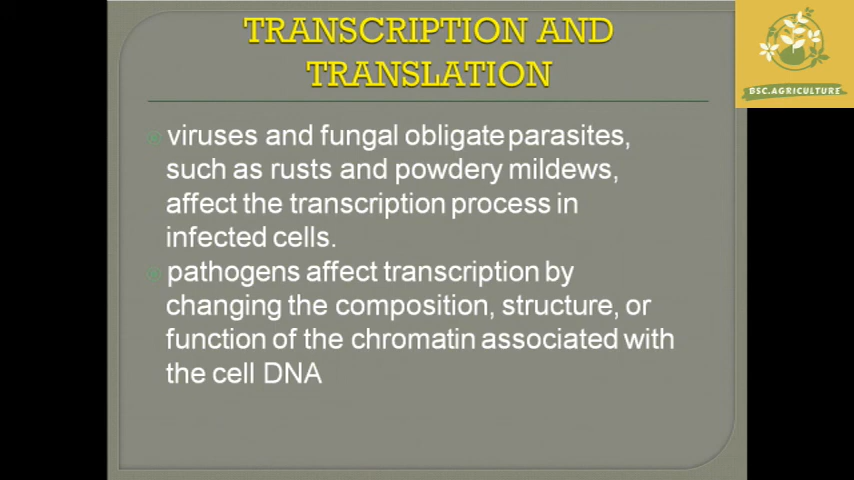 TRANSCRIPTION AND
TRANSLATION
BSC.AGRICULTURE
viruses and fungal obligate parasites,
such as rusts and powdery mildews,
affect the transcription process in
infected cells.
pathogens affect transcription by
changing the composition, structure, or
function of the chromatin associated with
the cell DNA